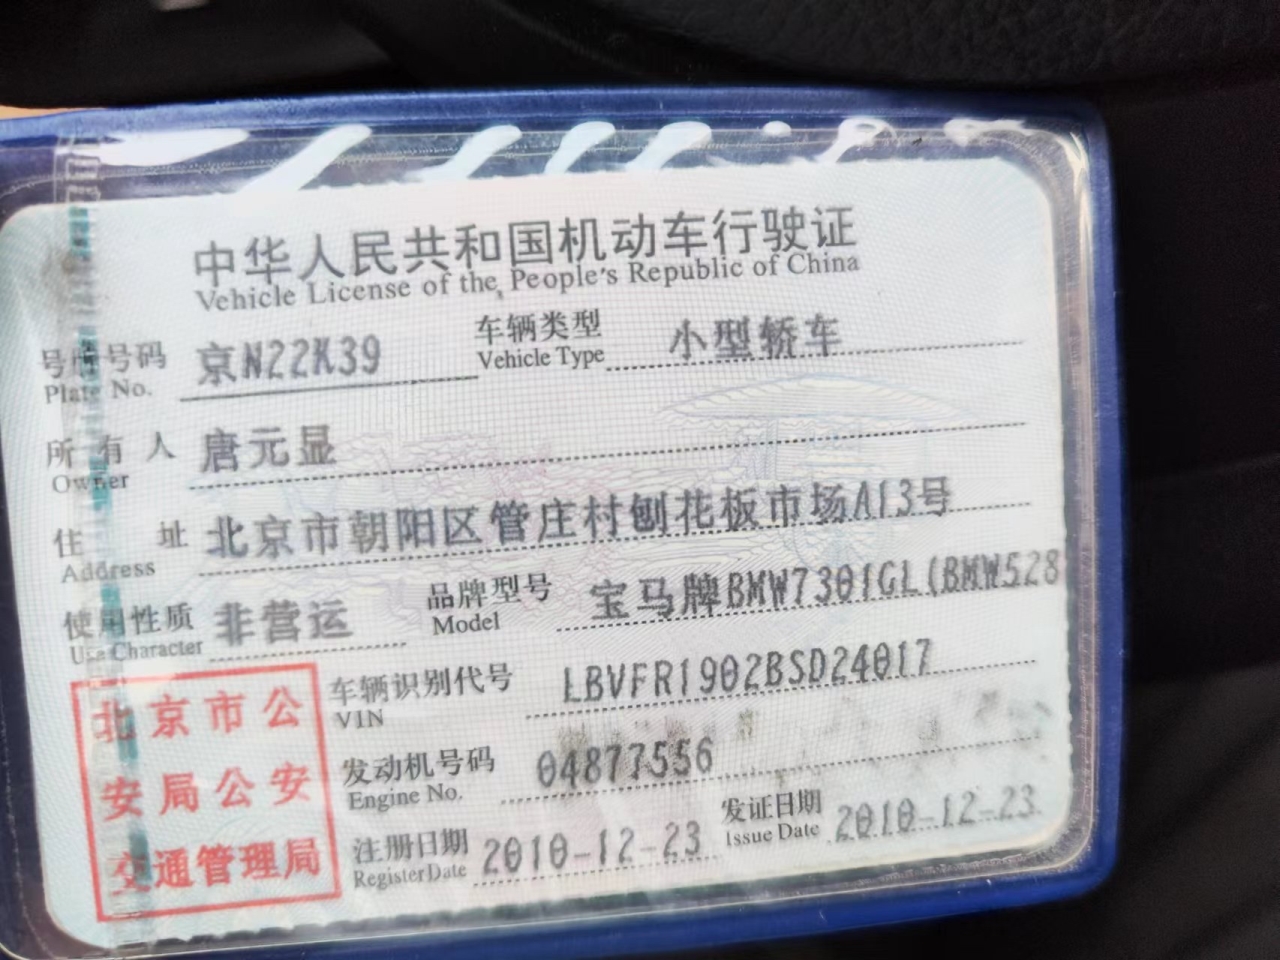 中华人民共和国机动车行驶证
Vehicle License of the People's Republic of China
号牌号码 京N22K39 车辆类型 小型轿车
Plate No. Vehicle Type
所有人 唐元显
Owner
住址 北京市朝阳区管庄村刨花板市场A13号
Address
使用性质 非营运 品牌型号 宝马牌BMW7301GL(BMW528
Use Character Model
车辆识别代号 LBVFR1902BSD24017
VIN
发动机号码 04877556
Engine No.
注册日期 2010-12-23 发证日期 2010-12-23
Register Date Issue Date
北京市公
安局公安
交通管理局